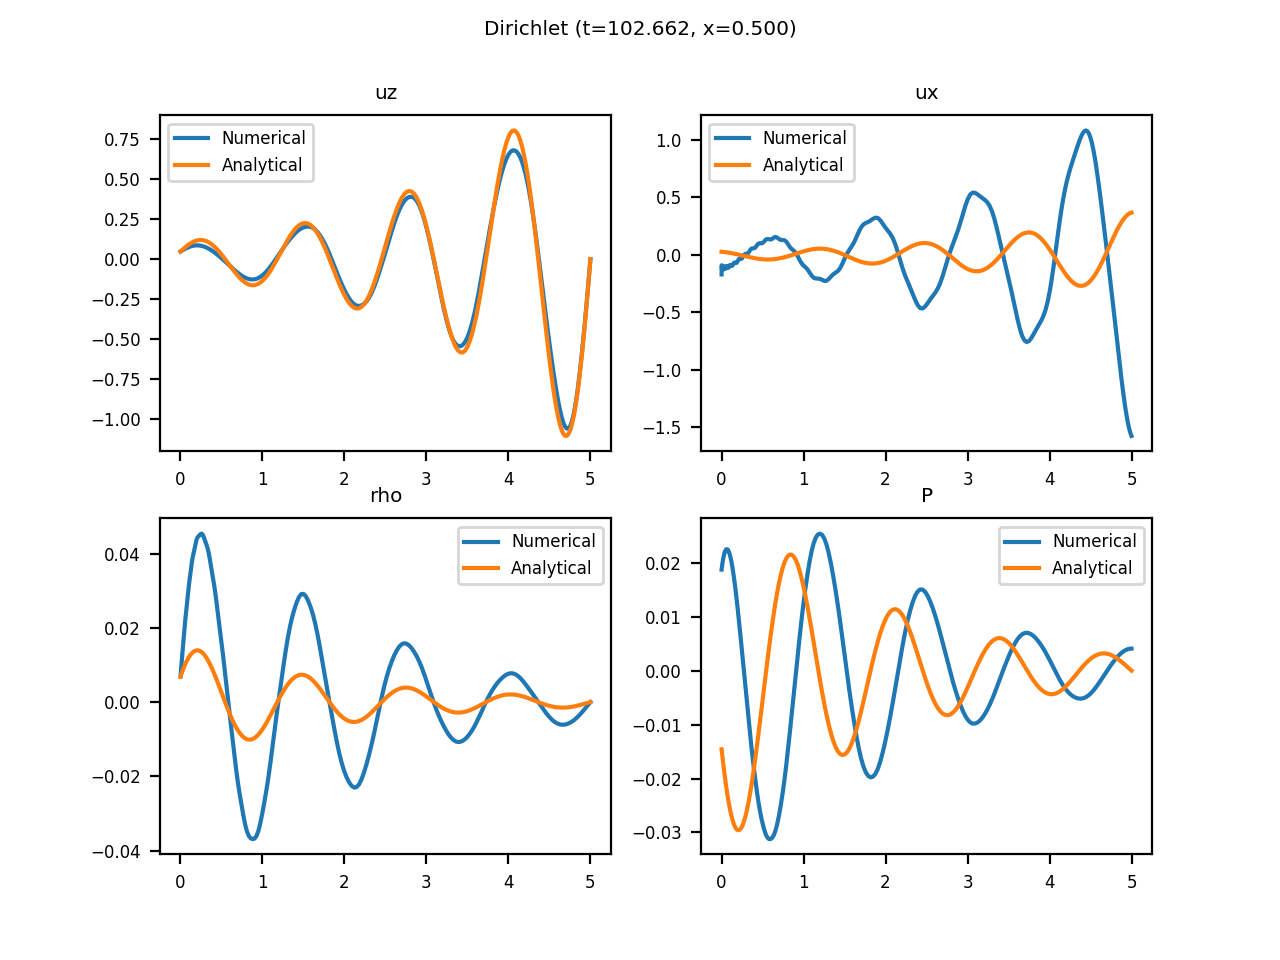 Dirichlet (t=102.662, x=0.500)
uz
Numerical
Analytical
0.75
0.50
0.25
0.00
−0.25
−0.50
−0.75
−1.00
0 1 2 3 4 5
ux
Numerical
Analytical
1.0
0.5
0.0
−0.5
−1.0
−1.5
0 1 2 3 4 5
rho
Numerical
Analytical
0.04
0.02
0.00
−0.02
−0.04
0 1 2 3 4 5
P
Numerical
Analytical
0.02
0.01
0.00
−0.01
−0.02
−0.03
0 1 2 3 4 5